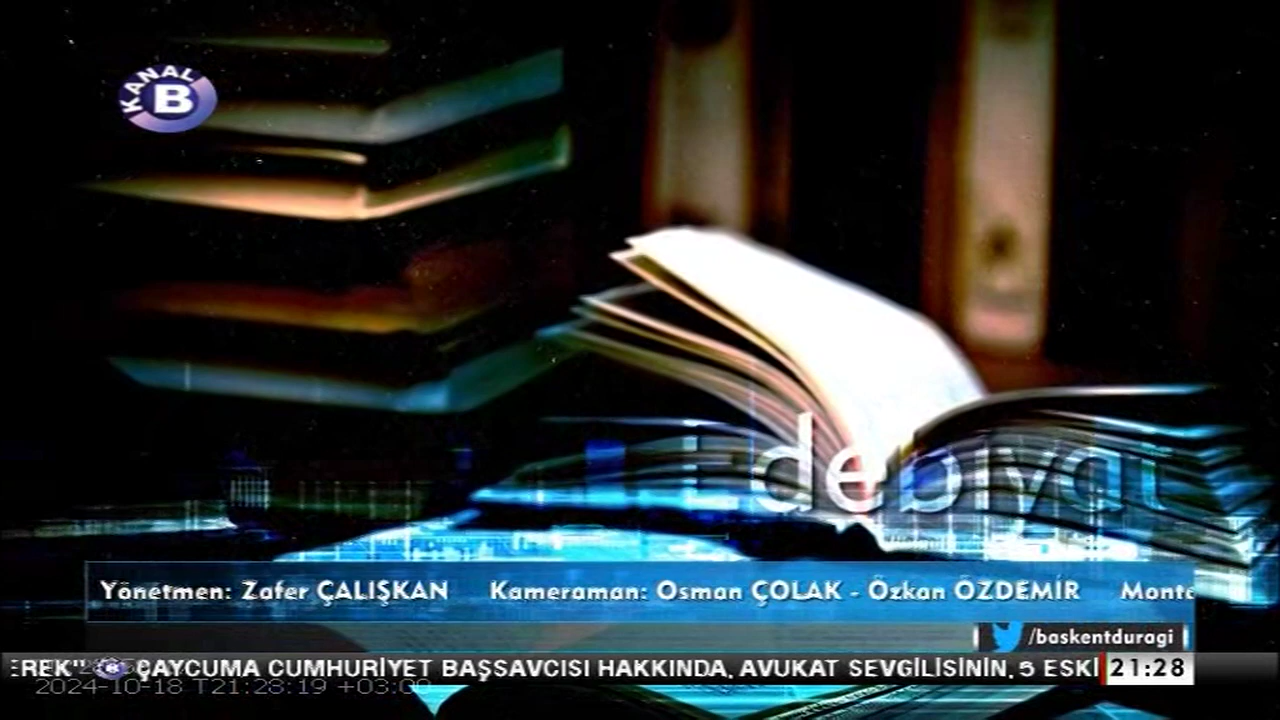 KANAL B
Edebiyat
Yönetmen: Zafer ÇALIŞKAN Kameraman: Osman ÇOLAK - Özkan ÖZDEMİR
/baskentduragi
EREK" B ÇAYCUMA CUMHURİYET BAŞSAVCISI HAKKINDA, AVUKAT SEVGİLİSİNİN, 5 ESKİ 21:28
2024-10-18 T21:28:19 +03:00